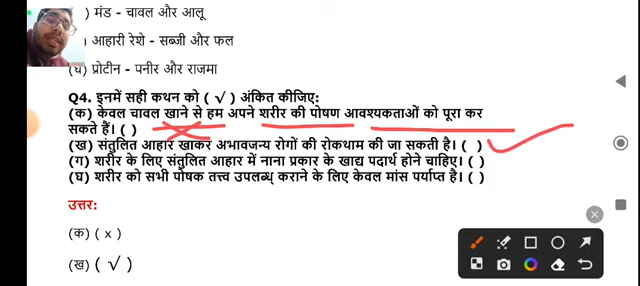 ) मंड - चावल और आलू
आहारी रेशे - सब्जी और फल
(घ) प्रोटीन - पनीर और राजमा
Q4. इनमें सही कथन को ( √ ) अंकित कीजिए:
(क) केवल चावल खाने से हम अपने शरीर की पोषण आवश्यकताओं को पूरा कर
सकते हैं। ( )
(ख) संतुलित आहार खाकर अभावजन्य रोगों की रोकथाम की जा सकती है। ( )
(ग) शरीर के लिए संतुलित आहार में नाना प्रकार के खाद्य पदार्थ होने चाहिए। ( )
(घ) शरीर को सभी पोषक तत्त्व उपलब्ध् कराने के लिए केवल मांस पर्याप्त है। ( )
उत्तर:
(क) ( x )
(ख) ( √ )